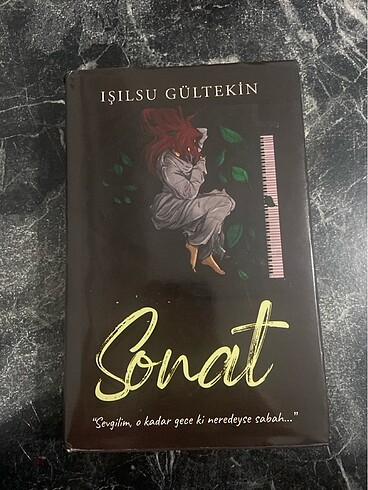 IŞILSU GÜLTEKİN
Sonat
"Sevgilim, o kadar gece ki neredeyse sabah..."